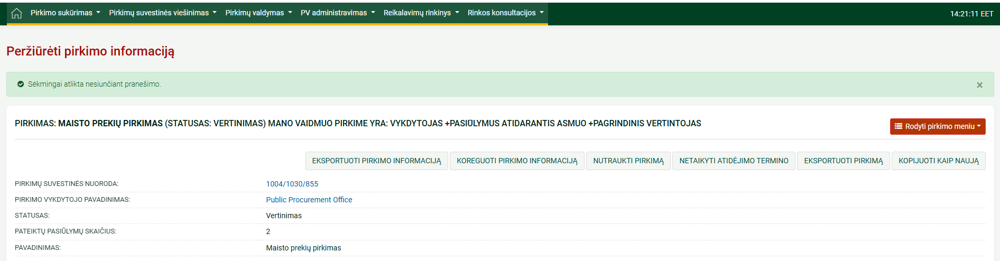 Pirkimo sukūrimas Pirkimų suvestinės viešinimas Pirkimų valdymas PV administravimas Reikalavimų rinkinys Rinkos konsultacijos 14:21:11 EET
Peržiūrėti pirkimo informaciją
Sėkmingai atlikta nesiunčiant pranešimo. ×
PIRKIMAS: MAISTO PREKIŲ PIRKIMAS (STATUSAS: VERTINIMAS) MANO VAIDMUO PIRKIME YRA: VYKDYTOJAS +PASIŪLYMUS ATIDARANTIS ASMUO +PAGRINDINIS VERTINTOJAS
Rodyti pirkimo meniu
EKSPORTUOTI PIRKIMO INFORMACIJĄ KOREGUOTI PIRKIMO INFORMACIJĄ NUTRAUKTI PIRKIMĄ NETAIKYTI ATIDĖJIMO TERMINO EKSPORTUOTI PIRKIMĄ KOPIJUOTI KAIP NAUJĄ
PIRKIMŲ SUVESTINĖS NUORODA: 1004/1030/855
PIRKIMO VYKDYTOJO PAVADINIMAS: Public Procurement Office
STATUSAS: Vertinimas
PATEIKTŲ PASIŪLYMŲ SKAIČIUS: 2
PAVADINIMAS: Maisto prekių pirkimas